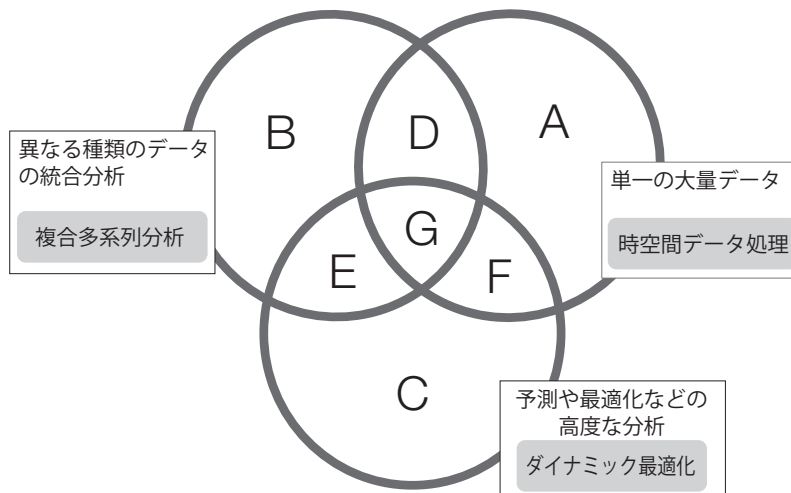 B
D
A
異なる種類のデータ
の統合分析
複合多系列分析
単一の大量データ
時空間データ処理
G
E
F
C
予測や最適化などの
高度な分析
ダイナミック最適化